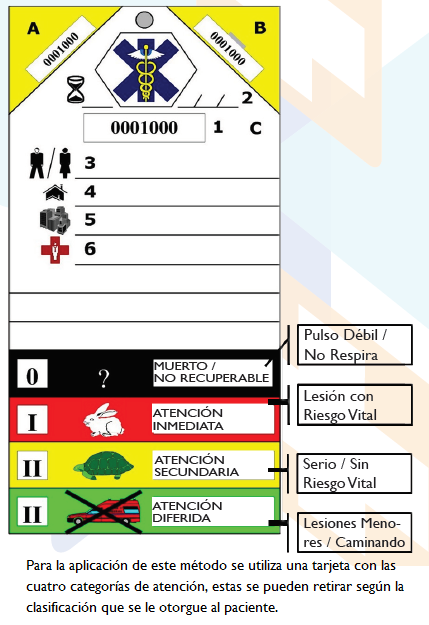 A
B
0001000
0001000
2
0001000 1 C
3
4
5
6
0 ? MUERTO /
NO RECUPERABLE
Pulso Débil /
No Respira
I ATENCIÓN
INMEDIATA
Lesión con
Riesgo Vital
II ATENCIÓN
SECUNDARIA
Serio / Sin
Riesgo Vital
II ATENCIÓN
DIFERIDA
Lesiones Meno-
res / Caminando
Para la aplicación de este método se utiliza una tarjeta con las
cuatro categorías de atención, estas se pueden retirar según la
clasificación que se le otorgue al paciente.